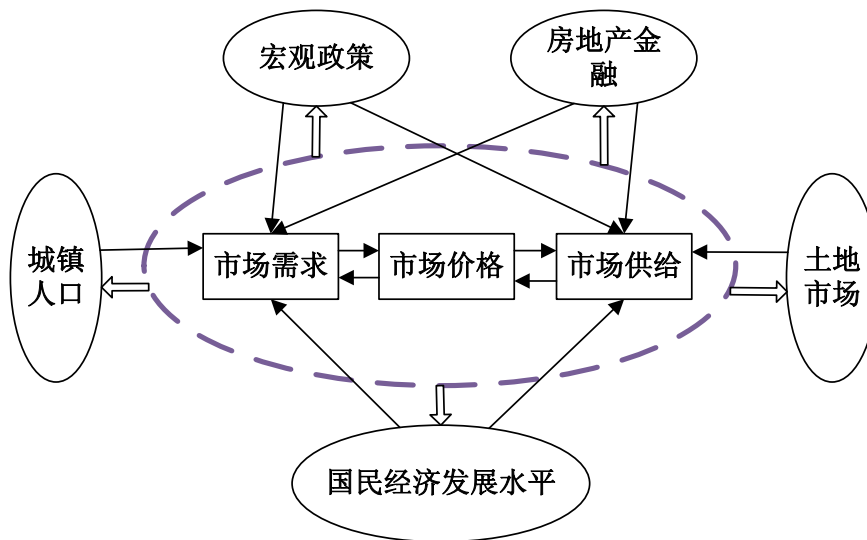 宏观政策
房地产金
融
城镇
人口
市场需求
市场价格
市场供给
土地
市场
国民经济发展水平